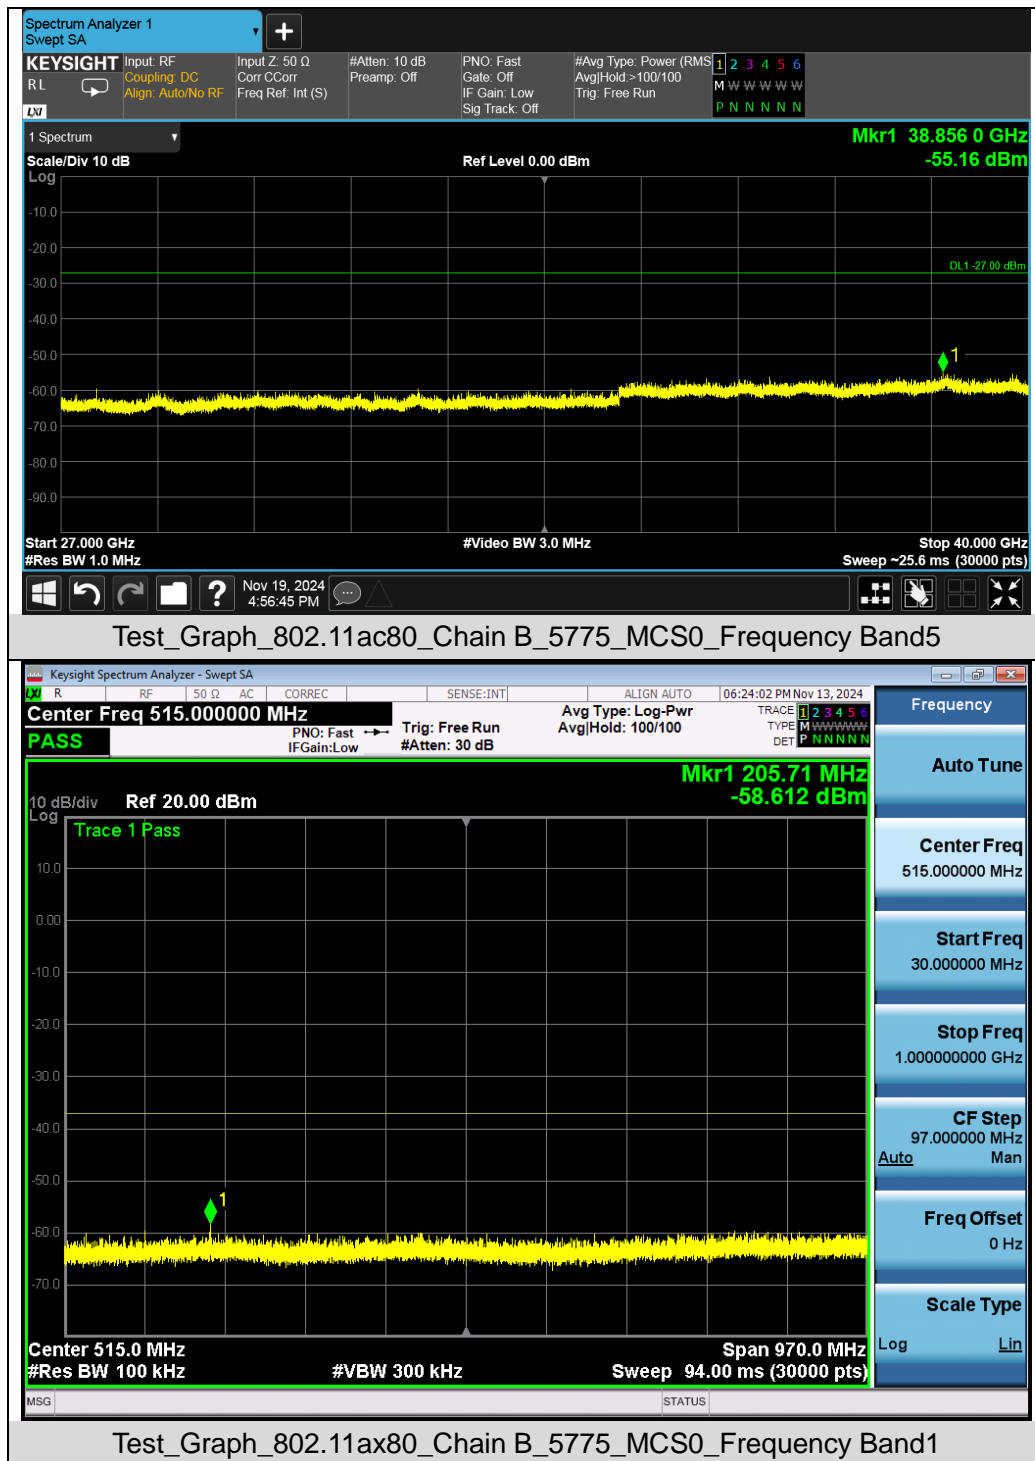 Spectrum Analyzer 1
Swept SA
KEYSIGHT
R L
LXI
Input: RF
Coupling: DC
Align: Auto/No RF
Input Z: 50 Ω
Corr CCorr
Freq Ref: Int (S)
#Atten: 10 dB
Preamp: Off
PNO: Fast
Gate: Off
IF Gain: Low
Sig Track: Off
#Avg Type: Power (RMS
Avg|Hold:>100/100
Trig: Free Run
1 2 3 4 5 6
M W W W W W
P N N N N N
1 Spectrum
Scale/Div 10 dB
Ref Level 0.00 dBm
Mkr1 38.856 0 GHz
-55.16 dBm
Log
-10.0
-20.0
DL1 -27.00 dBm
-30.0
-40.0
-50.0
1
-60.0
-70.0
-80.0
-90.0
Start 27.000 GHz
#Video BW 3.0 MHz
Stop 40.000 GHz
#Res BW 1.0 MHz
Sweep ~25.6 ms (30000 pts)
Nov 19, 2024
4:56:45 PM
Test_Graph_802.11ac80_Chain B_5775_MCS0_Frequency Band5
Keysight Spectrum Analyzer - Swept SA
LXI R RF 50 Ω AC CORREC SENSE:INT ALIGN AUTO 06:24:02 PM Nov 13, 2024
Center Freq 515.000000 MHz
PASS
PNO: Fast
IFGain:Low
Trig: Free Run
#Atten: 30 dB
Avg Type: Log-Pwr
Avg|Hold: 100/100
TRACE 1 2 3 4 5 6
TYPE M W W W W W
DET P N N N N N
Mkr1 205.71 MHz
-58.612 dBm
10 dB/div Ref 20.00 dBm
Log
Trace 1 Pass
10.0
0.00
-10.0
-20.0
-30.0
-40.0
-50.0
1
-60.0
-70.0
Center 515.0 MHz
Span 970.0 MHz
#Res BW 100 kHz
#VBW 300 kHz
Sweep 94.00 ms (30000 pts)
MSG
STATUS
Frequency
Auto Tune
Center Freq
515.000000 MHz
Start Freq
30.000000 MHz
Stop Freq
1.000000000 GHz
CF Step
97.000000 MHz
Auto Man
Freq Offset
0 Hz
Scale Type
Log Lin
Test_Graph_802.11ax80_Chain B_5775_MCS0_Frequency Band1